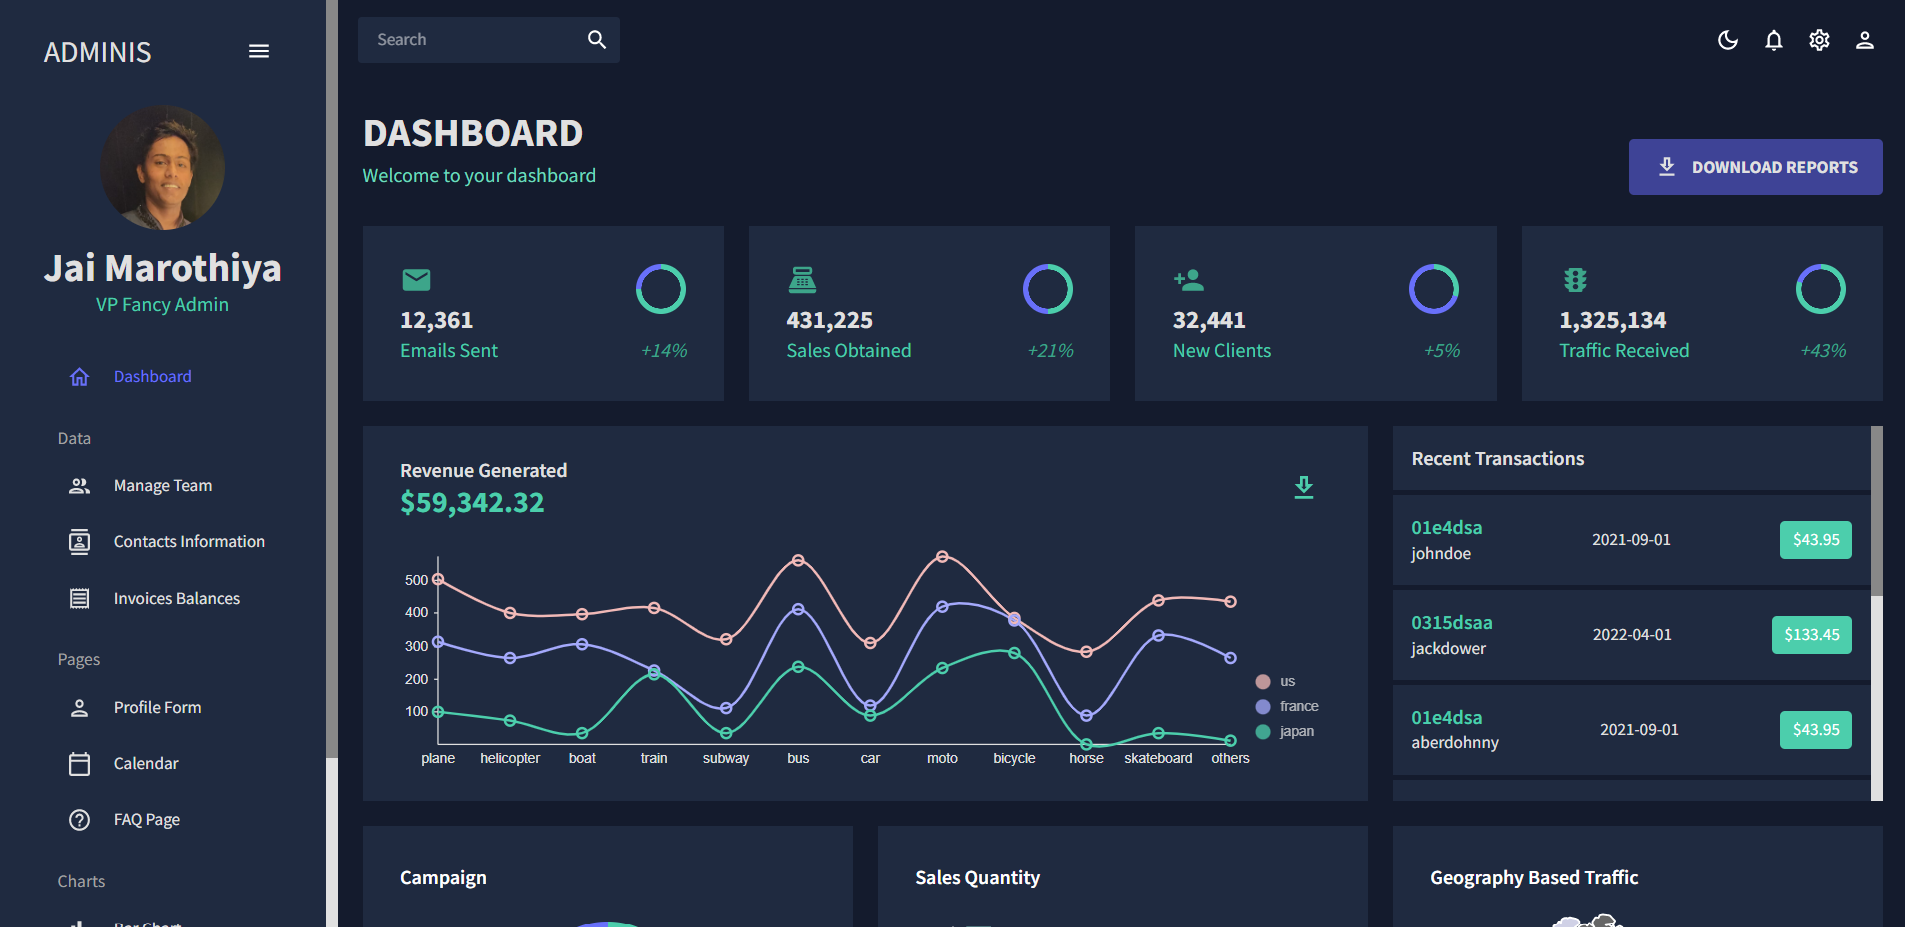 ADMINIS
Search
Jai Marothiya
VP Fancy Admin
Dashboard
Data
Manage Team
Contacts Information
Invoices Balances
Pages
Profile Form
Calendar
FAQ Page
Charts
Bar Chart
DASHBOARD
Welcome to your dashboard
DOWNLOAD REPORTS
12,361
Emails Sent
+14%
431,225
Sales Obtained
+21%
32,441
New Clients
+5%
1,325,134
Traffic Received
+43%
Revenue Generated
$59,342.32
500
400
300
200
100
plane helicopter boat train subway bus car moto bicycle horse skateboard others
us
france
japan
Recent Transactions
01e4dsa
johndoe
2021-09-01
$43.95
0315dsaa
jackdower
2022-04-01
$133.45
01e4dsa
aberdohnny
2021-09-01
$43.95
Campaign
Sales Quantity
Geography Based Traffic